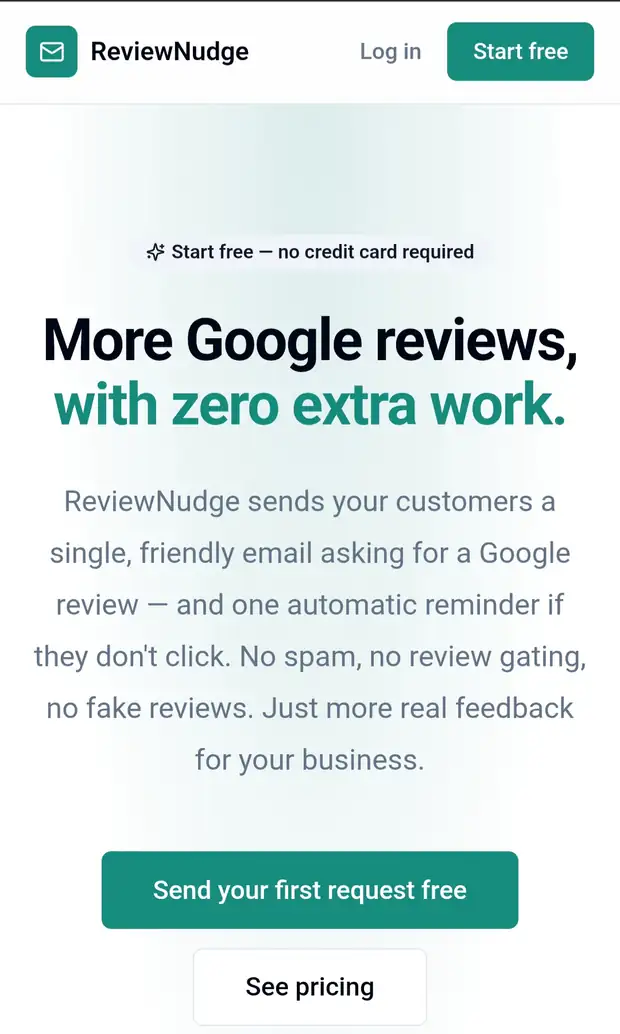 ReviewNudge
Log in
Start free
Start free — no credit card required
More Google reviews,
with zero extra work.
ReviewNudge sends your customers a
single, friendly email asking for a Google
review — and one automatic reminder if
they don't click. No spam, no review gating,
no fake reviews. Just more real feedback
for your business.
Send your first request free
See pricing